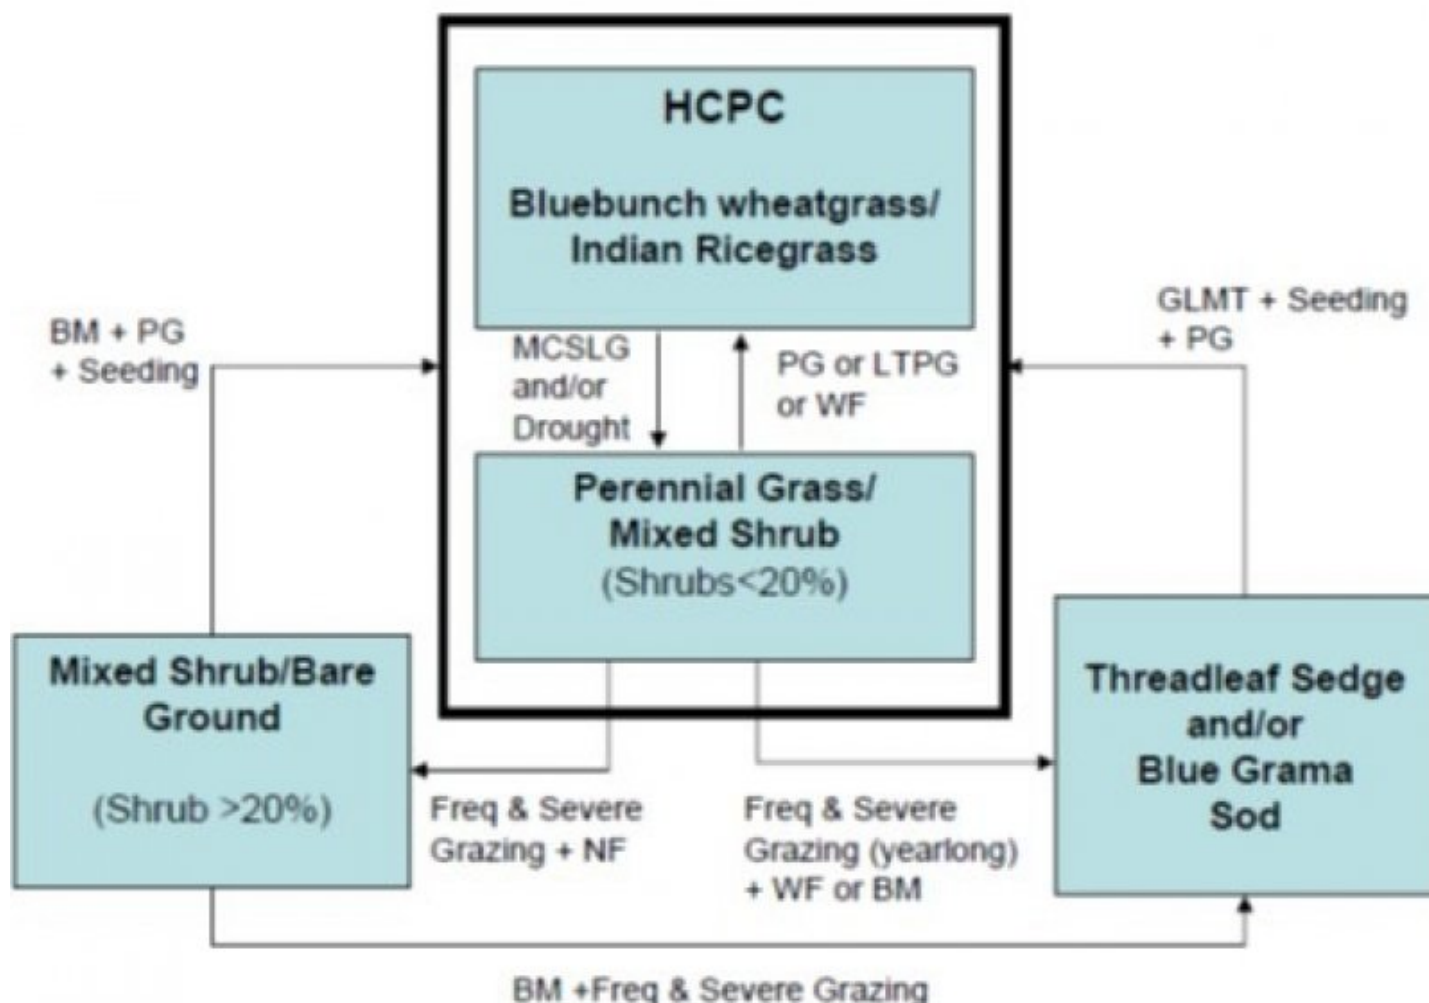 HCPC
Bluebunch wheatgrass/
Indian Ricegrass
BM + PG
+ Seeding
MCSLG
and/or
Drought
PG or LTPG
or WF
GLMT + Seeding
+ PG
Perennial Grass/
Mixed Shrub
(Shrubs<20%)
Mixed Shrub/Bare
Ground
(Shrub >20%)
Threadleaf Sedge
and/or
Blue Grama
Sod
Freq & Severe
Grazing + NF
Freq & Severe
Grazing (yearlong)
+ WF or BM
BM +Freq & Severe Grazing